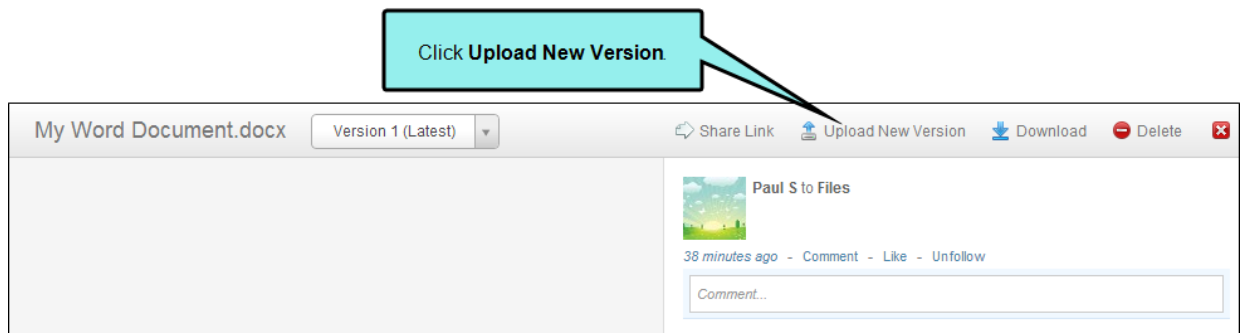 Click Upload New Version.
My Word Document.docx Version 1 (Latest) Share Link Upload New Version Download Delete
Paul S to Files
38 minutes ago - Comment - Like - Unfollow
Comment...